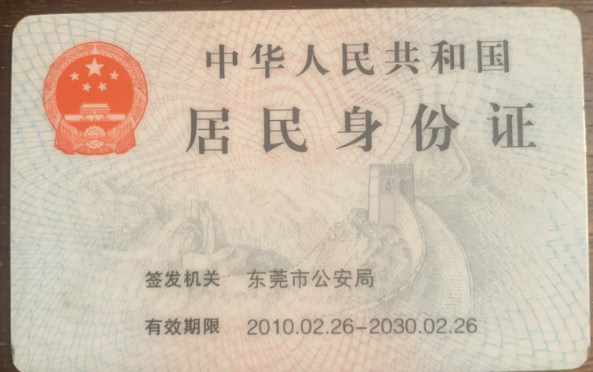 中华人民共和国
居民身份证
签发机关 东莞市公安局
有效期限 2010.02.26-2030.02.26